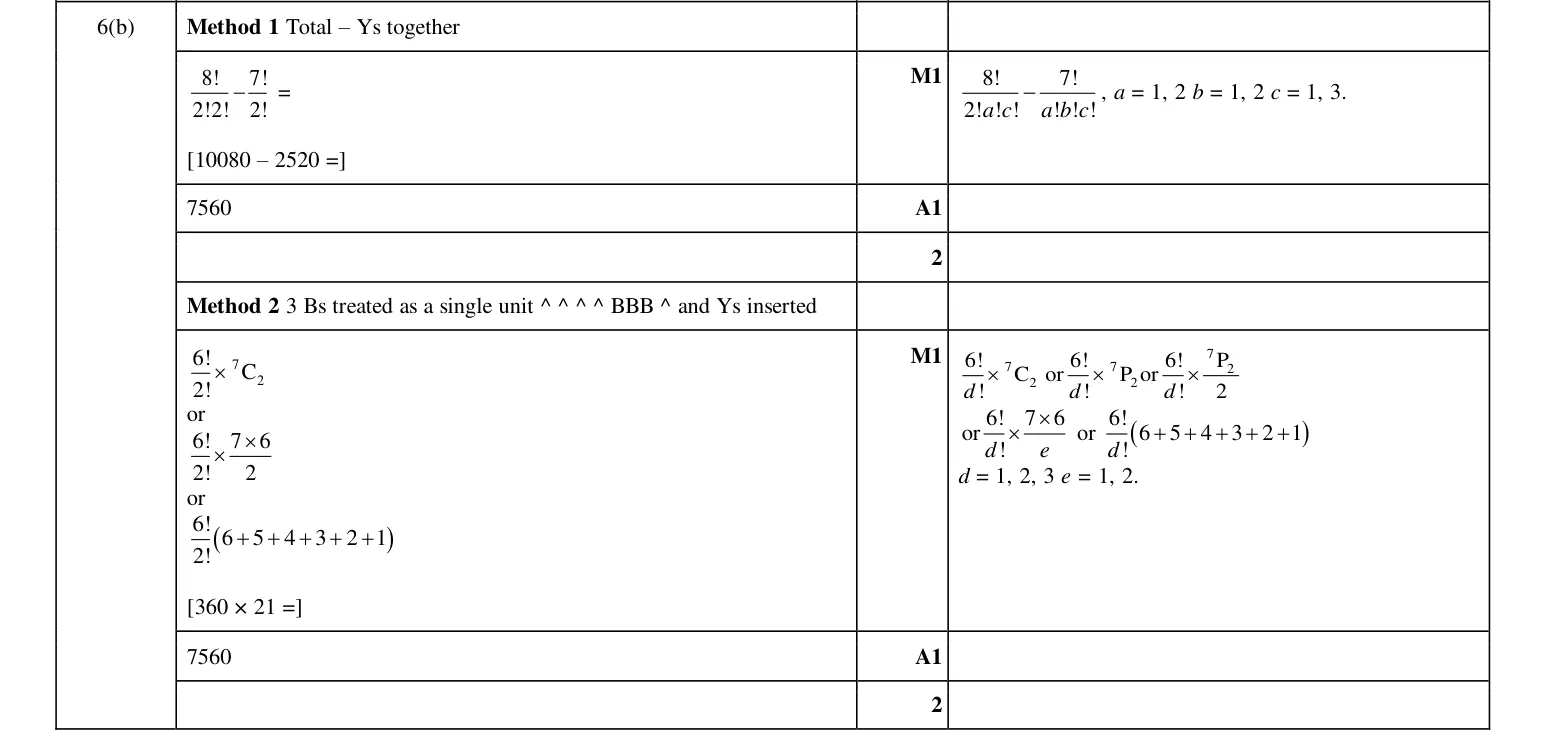 6(b) Method 1 Total – Ys together
8!/2!2! − 7!/2! = M1 8!/2!a!c! − 7!/a!b!c! , a = 1, 2 b = 1, 2 c = 1, 3.
[10080 – 2520 =]
7560 A1
2
Method 2 3 Bs treated as a single unit ^ ^ ^ ^ BBB ^ and Ys inserted
6!/2! × ⁷C₂ M1 6!/d! × ⁷C₂ or 6!/d! × ⁷P₂ or 6!/d! × ⁷P₂/2
or
6!/2! × 7×6/2 or 6!/d! × 7×6/e or 6!/d! (6+5+4+3+2+1)
d = 1, 2, 3 e = 1, 2.
or
6!/2! (6+5+4+3+2+1)
[360 × 21 =]
7560 A1
2